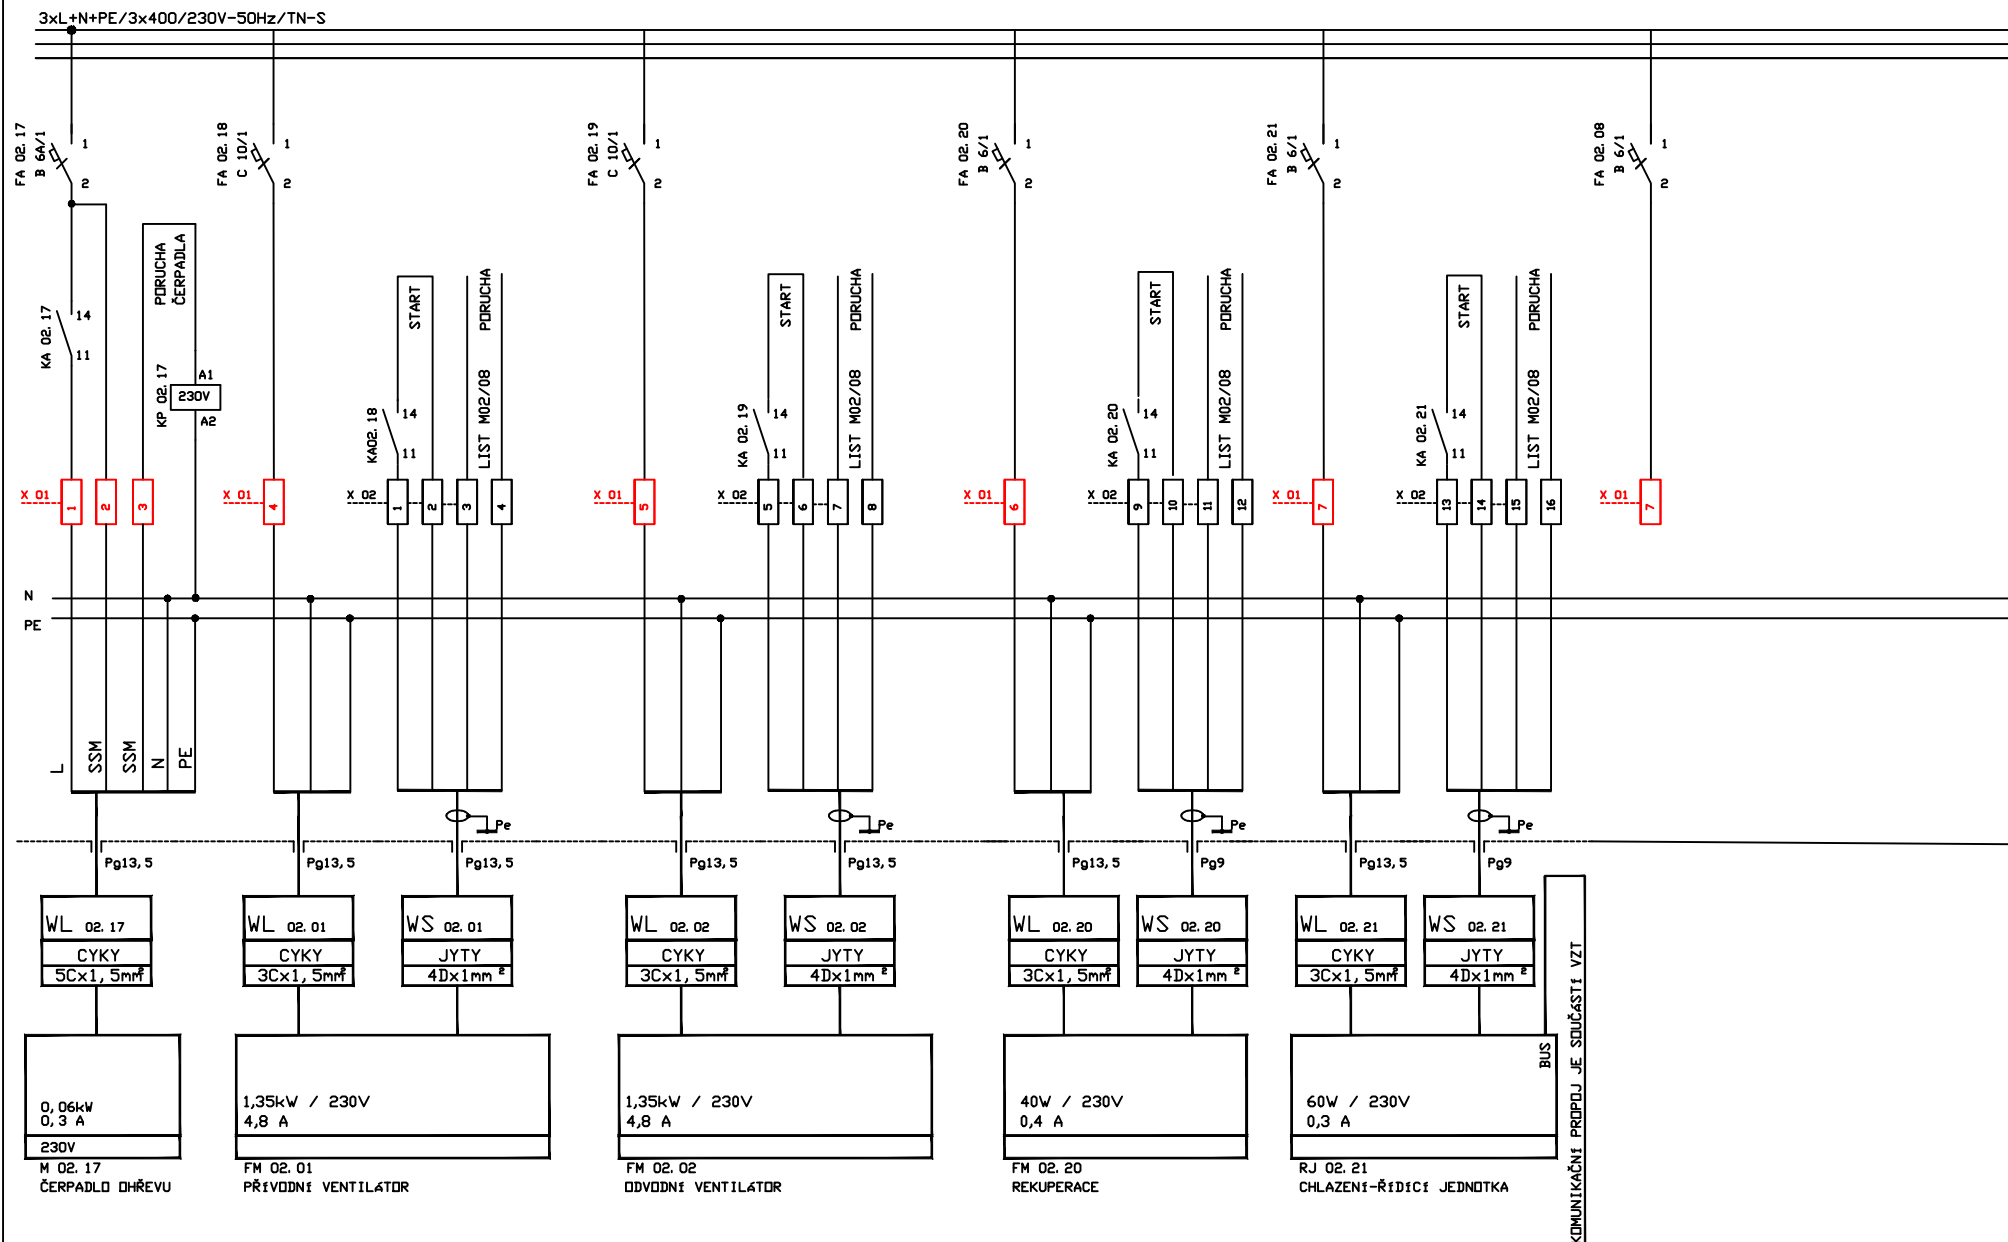 3xL+N+PE/3x400/230V-50Hz/TN-S
FA 02.17
B 6A/1
1
2
FA 02.18
C 10/1
1
2
FA 02.19
C 10/1
1
2
FA 02.20
B 6/1
1
2
FA 02.21
B 6/1
1
2
FA 02.08
B 6/1
1
2
KA 02.17
14
11
PORUCHA
ČERPADLA
KP 02.17
A1
230V
A2
KA02.18
14
11
START
LIST M02/08
PORUCHA
KA 02.19
14
11
START
LIST M02/08
PORUCHA
KA 02.20
14
11
START
LIST M02/08
PORUCHA
KA 02.21
14
11
START
LIST M02/08
PORUCHA
X 01
1
2
3
X 01
4
X 02
1
2
3
4
X 01
5
X 02
5
6
7
8
X 01
6
X 02
9
10
11
12
X 01
7
X 02
13
14
15
16
X 01
7
N
PE
L
SSM
SSM
N
PE
Pe
Pe
Pe
Pe
Pg13,5
Pg13,5
Pg13,5
Pg13,5
Pg13,5
Pg13,5
Pg9
Pg13,5
Pg9
WL 02.17
CYKY
5Cx1,5mm²
WL 02.01
CYKY
3Cx1,5mm²
WS 02.01
JYTY
4Dx1mm²
WL 02.02
CYKY
3Cx1,5mm²
WS 02.02
JYTY
4Dx1mm²
WL 02.20
CYKY
3Cx1,5mm²
WS 02.20
JYTY
4Dx1mm²
WL 02.21
CYKY
3Cx1,5mm²
WS 02.21
JYTY
4Dx1mm²
0,06kW
0,3 A
230V
M 02.17
ČERPADLO OHŘEVU
1,35kW / 230V
4,8 A
FM 02.01
PŘÍVODNÍ VENTILÁTOR
1,35kW / 230V
4,8 A
FM 02.02
ODVODNÍ VENTILÁTOR
40W / 230V
0,4 A
FM 02.20
REKUPERACE
60W / 230V
0,3 A
BUS
RJ 02.21
CHLAZENÍ-ŘÍDÍCÍ JEDNOTKA
KOMUNIKAČNÍ PROPOJ JE SOUČÁSTÍ VZT